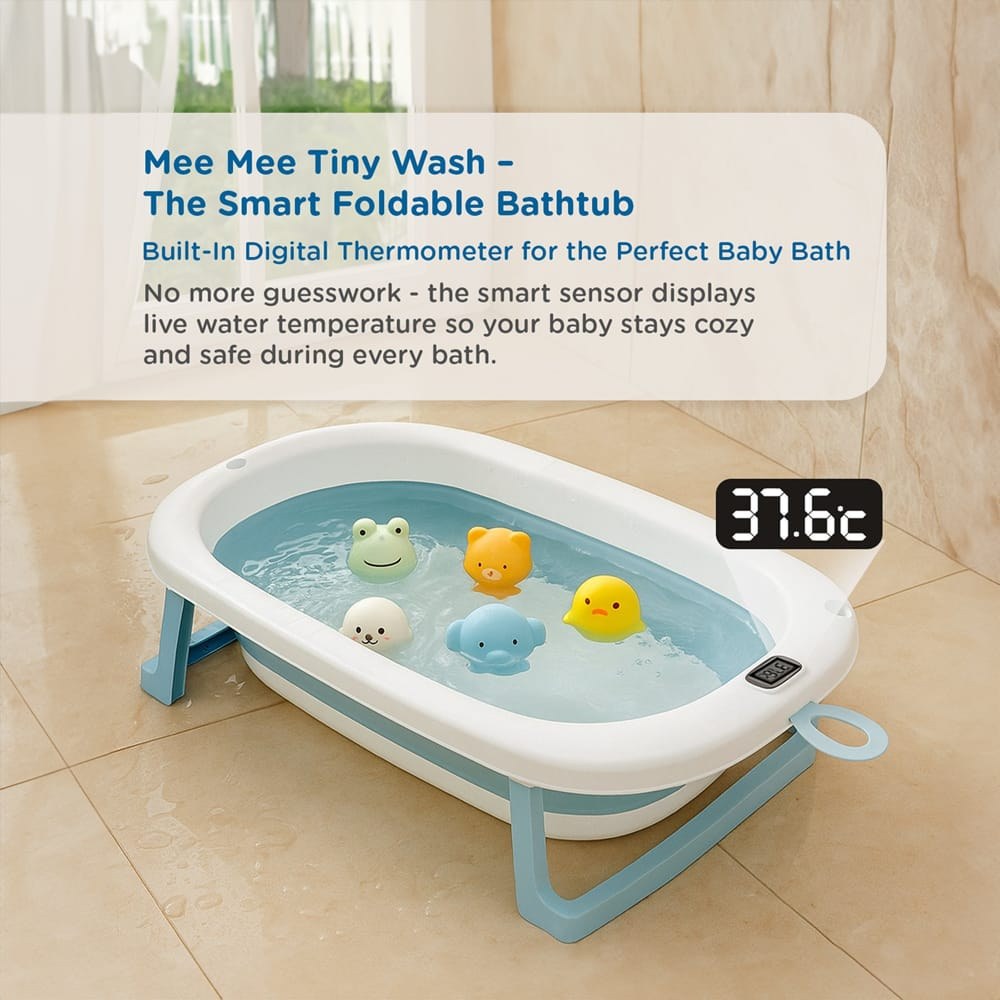 Mee Mee Tiny Wash –
The Smart Foldable Bathtub
Built-In Digital Thermometer for the Perfect Baby Bath
No more guesswork - the smart sensor displays
live water temperature so your baby stays cozy
and safe during every bath.
37.6°c